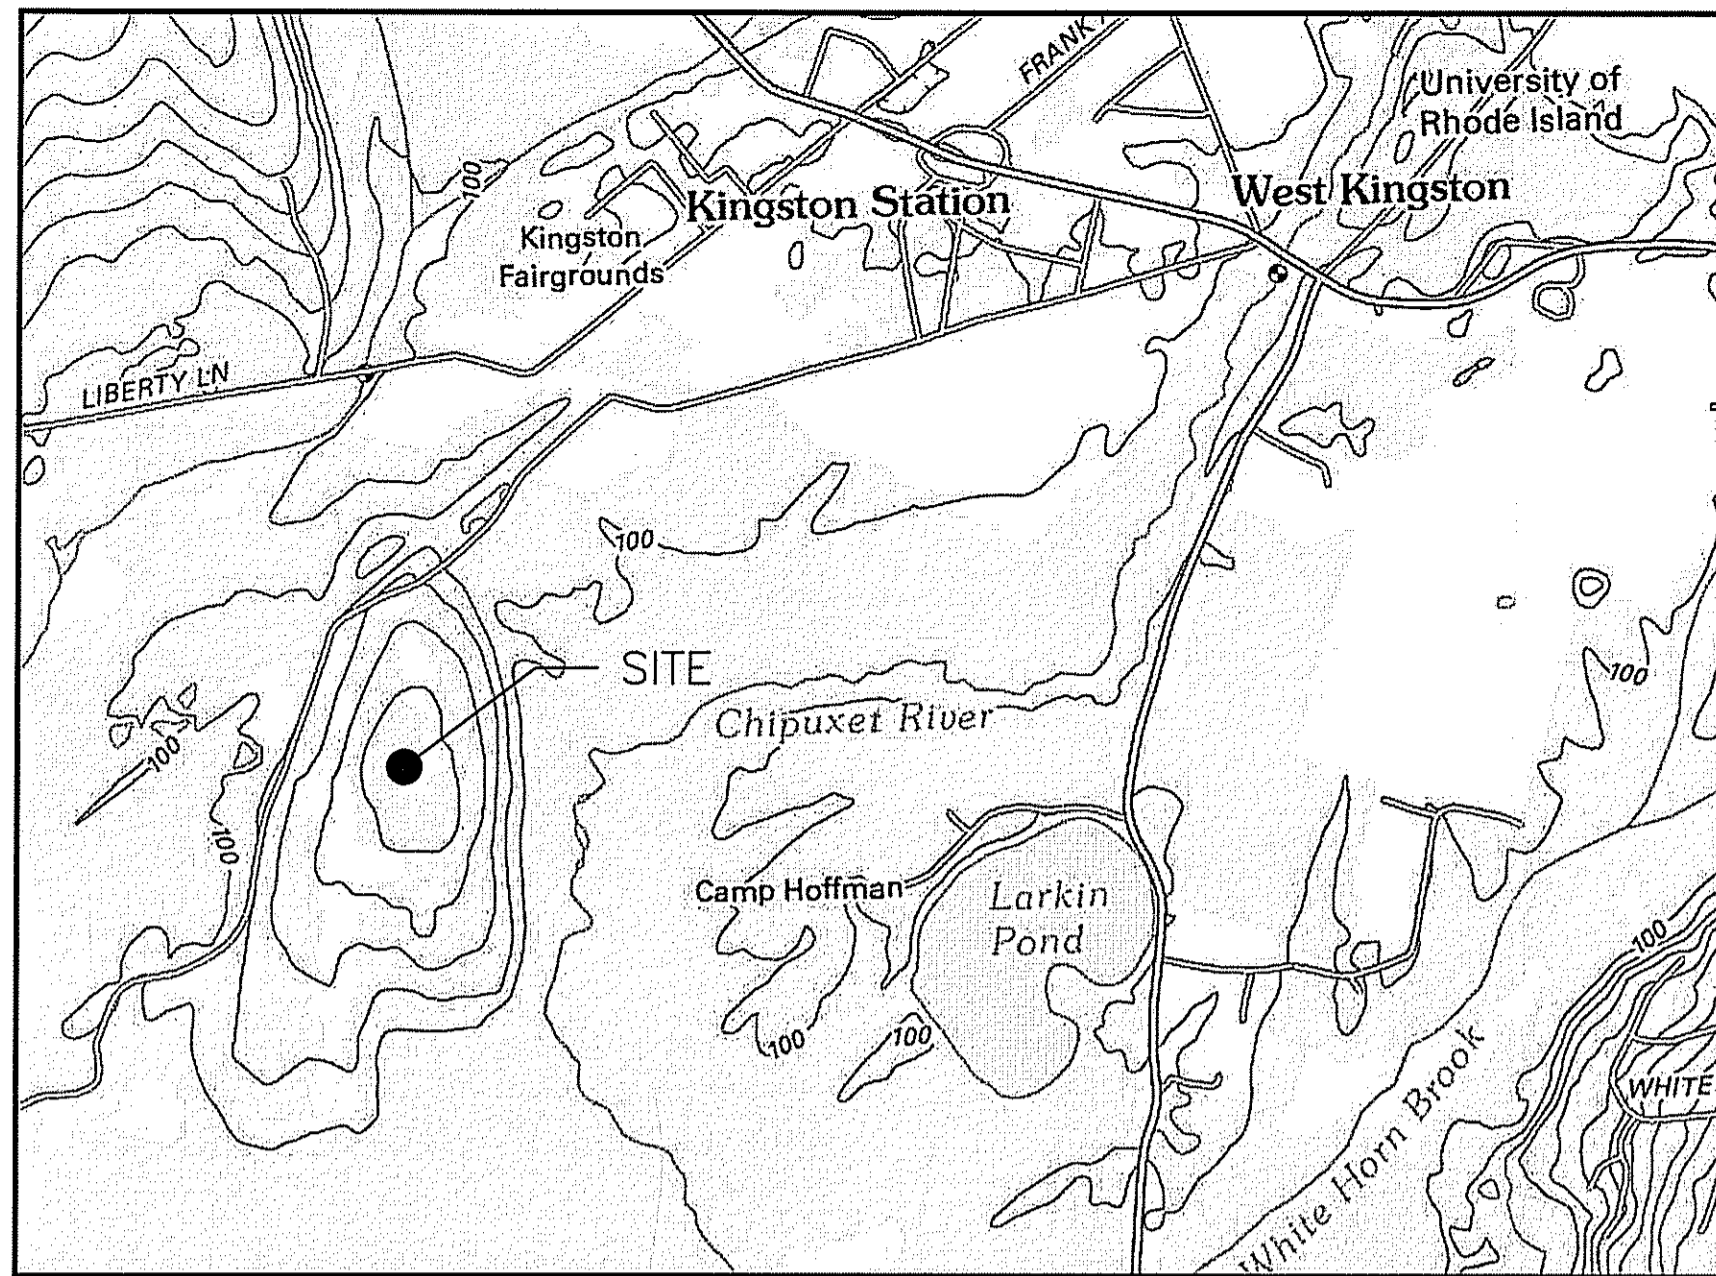 FRANK
University of
Rhode Island
100
Kingston Station
West Kingston
Kingston
Fairgrounds
LIBERTY LN
100
SITE
100
Chipuxet River
100
100
Camp Hoffman
Larkin
Pond
100
100
100
WHITE
White Horn Brook